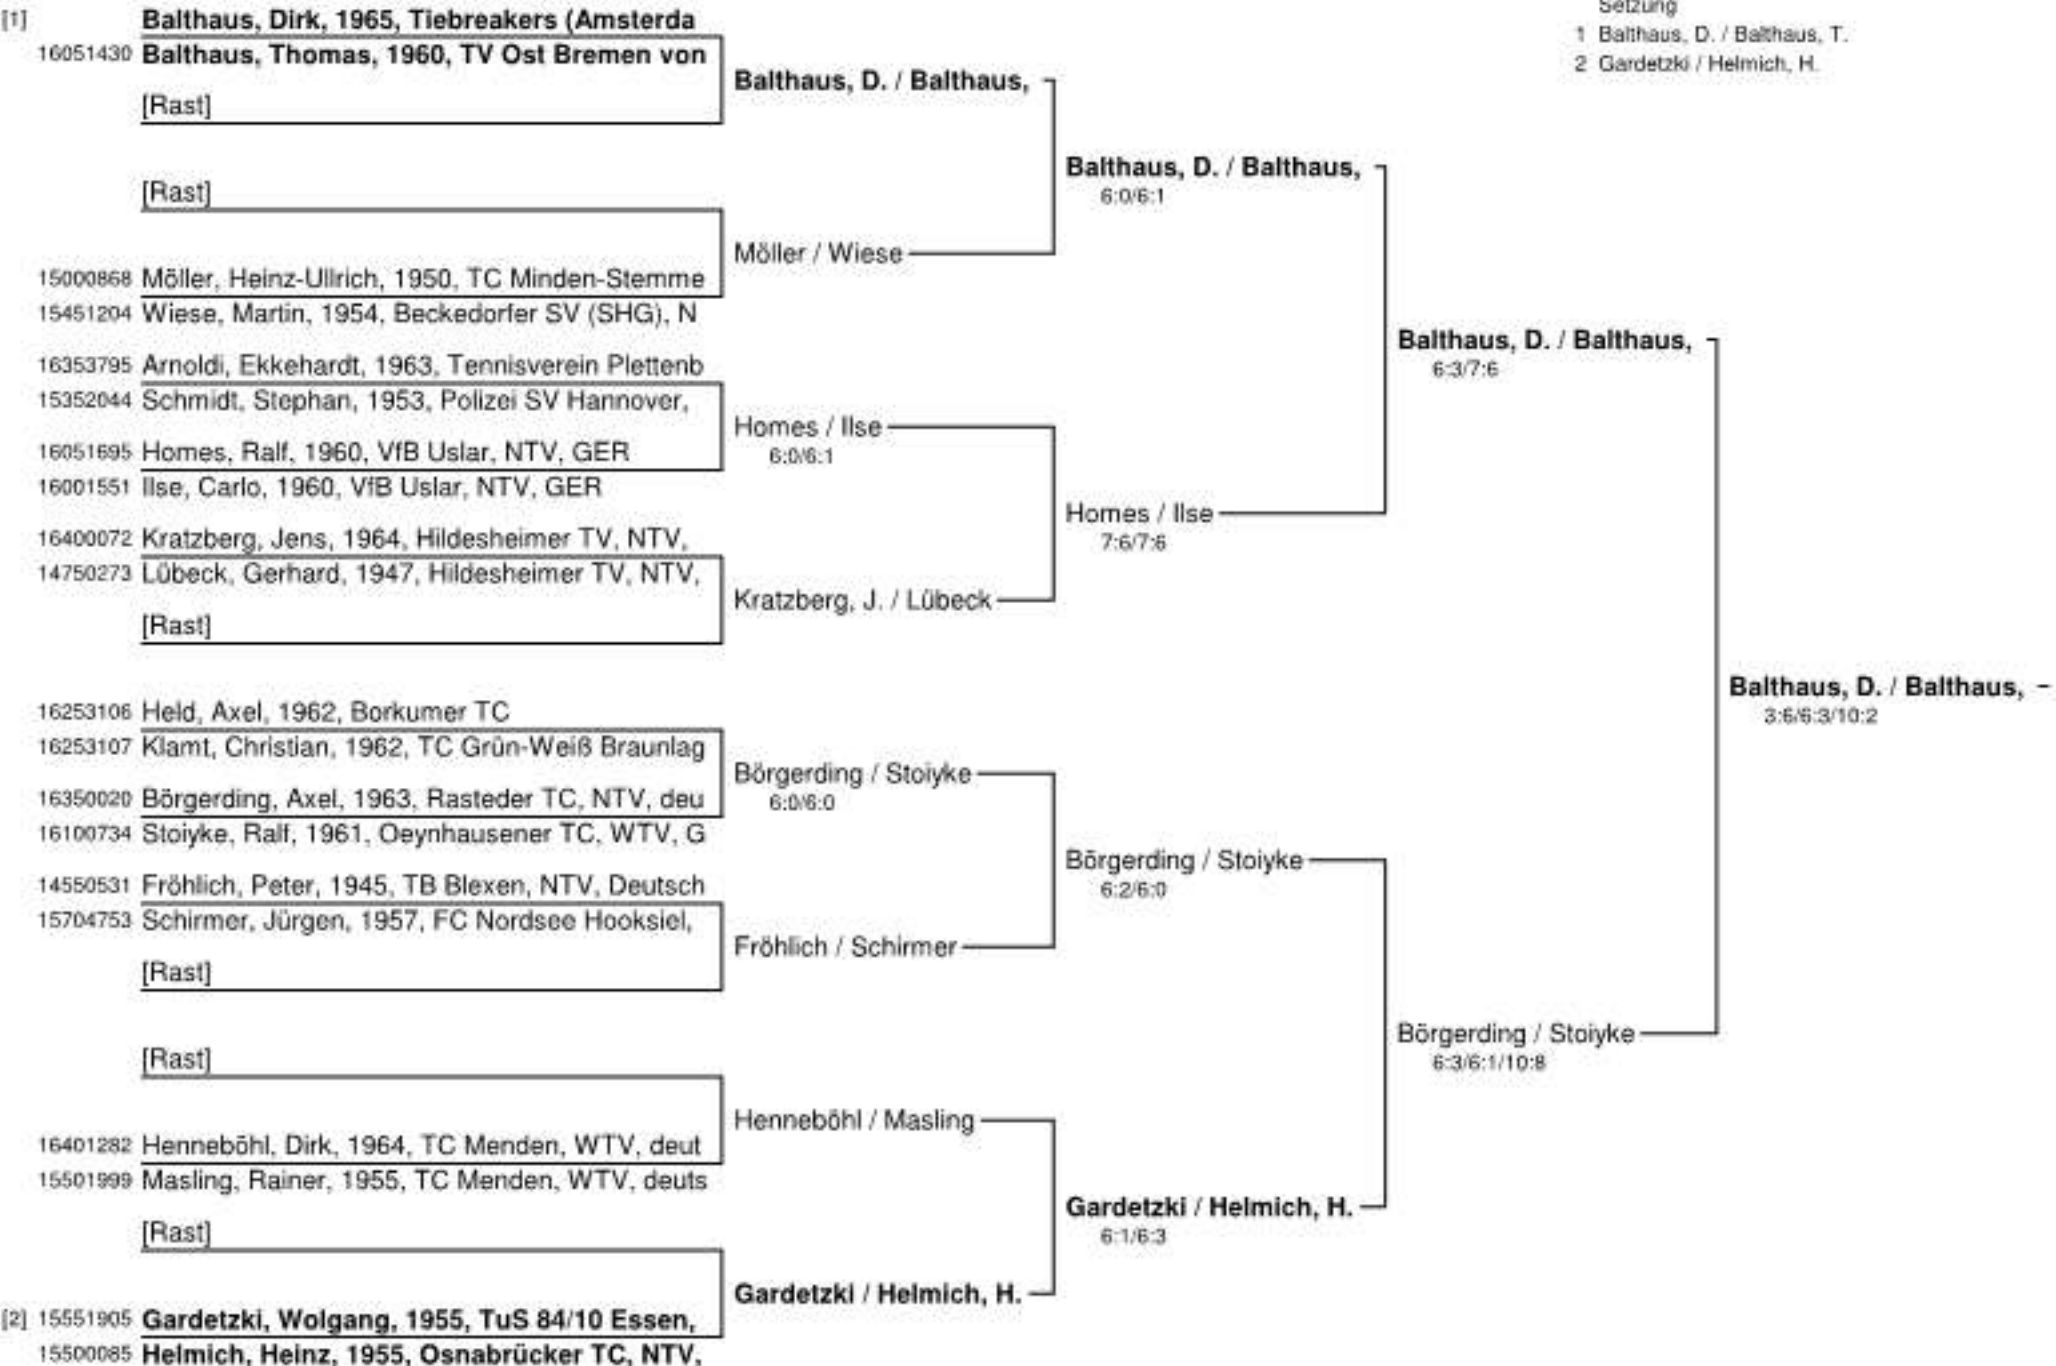 Setzung
1 Balthaus, D. / Balthaus, T.
2 Gardetzki / Helmich, H.
[1] Balthaus, Dirk, 1965, Tiebreakers (Amsterda
16051430 Balthaus, Thomas, 1960, TV Ost Bremen von
[Rast]
Balthaus, D. / Balthaus,
[Rast]
Balthaus, D. / Balthaus,
6:0/6:1
Möller / Wiese
15000868 Möller, Heinz-Ullrich, 1950, TC Minden-Stemme
15451204 Wiese, Martin, 1954, Beckedorfer SV (SHG), N
Balthaus, D. / Balthaus,
6:3/7:6
16353795 Arnoldi, Ekkehardt, 1963, Tennisverein Plettenb
15352044 Schmidt, Stephan, 1953, Polizei SV Hannover,
Homes / Ilse
6:0/6:1
16051695 Homes, Ralf, 1960, VfB Uslar, NTV, GER
16001551 Ilse, Carlo, 1960, VfB Uslar, NTV, GER
Homes / Ilse
7:6/7:6
16400072 Kratzberg, Jens, 1964, Hildesheimer TV, NTV,
14750273 Lübeck, Gerhard, 1947, Hildesheimer TV, NTV,
Kratzberg, J. / Lübeck
[Rast]
Balthaus, D. / Balthaus,
3:6/6:3/10:2
16253106 Held, Axel, 1962, Borkumer TC
16253107 Klamt, Christian, 1962, TC Grün-Weiß Braunlag
Börgerding / Stoiyke
6:0/6:0
16350020 Börgerding, Axel, 1963, Rasteder TC, NTV, deu
16100734 Stoiyke, Ralf, 1961, Oeynhausener TC, WTV, G
Börgerding / Stoiyke
6:2/6:0
14550531 Fröhlich, Peter, 1945, TB Blexen, NTV, Deutsch
15704753 Schirmer, Jürgen, 1957, FC Nordsee Hooksiel,
Fröhlich / Schirmer
[Rast]
Börgerding / Stoiyke
6:3/6:1/10:8
[Rast]
Henneböhl / Masling
16401282 Henneböhl, Dirk, 1964, TC Menden, WTV, deut
15501999 Masling, Rainer, 1955, TC Menden, WTV, deuts
Gardetzki / Helmich, H.
6:1/6:3
[Rast]
Gardetzki / Helmich, H.
[2] 15551905 Gardetzki, Wolgang, 1955, TuS 84/10 Essen,
15500085 Helmich, Heinz, 1955, Osnabrücker TC, NTV,